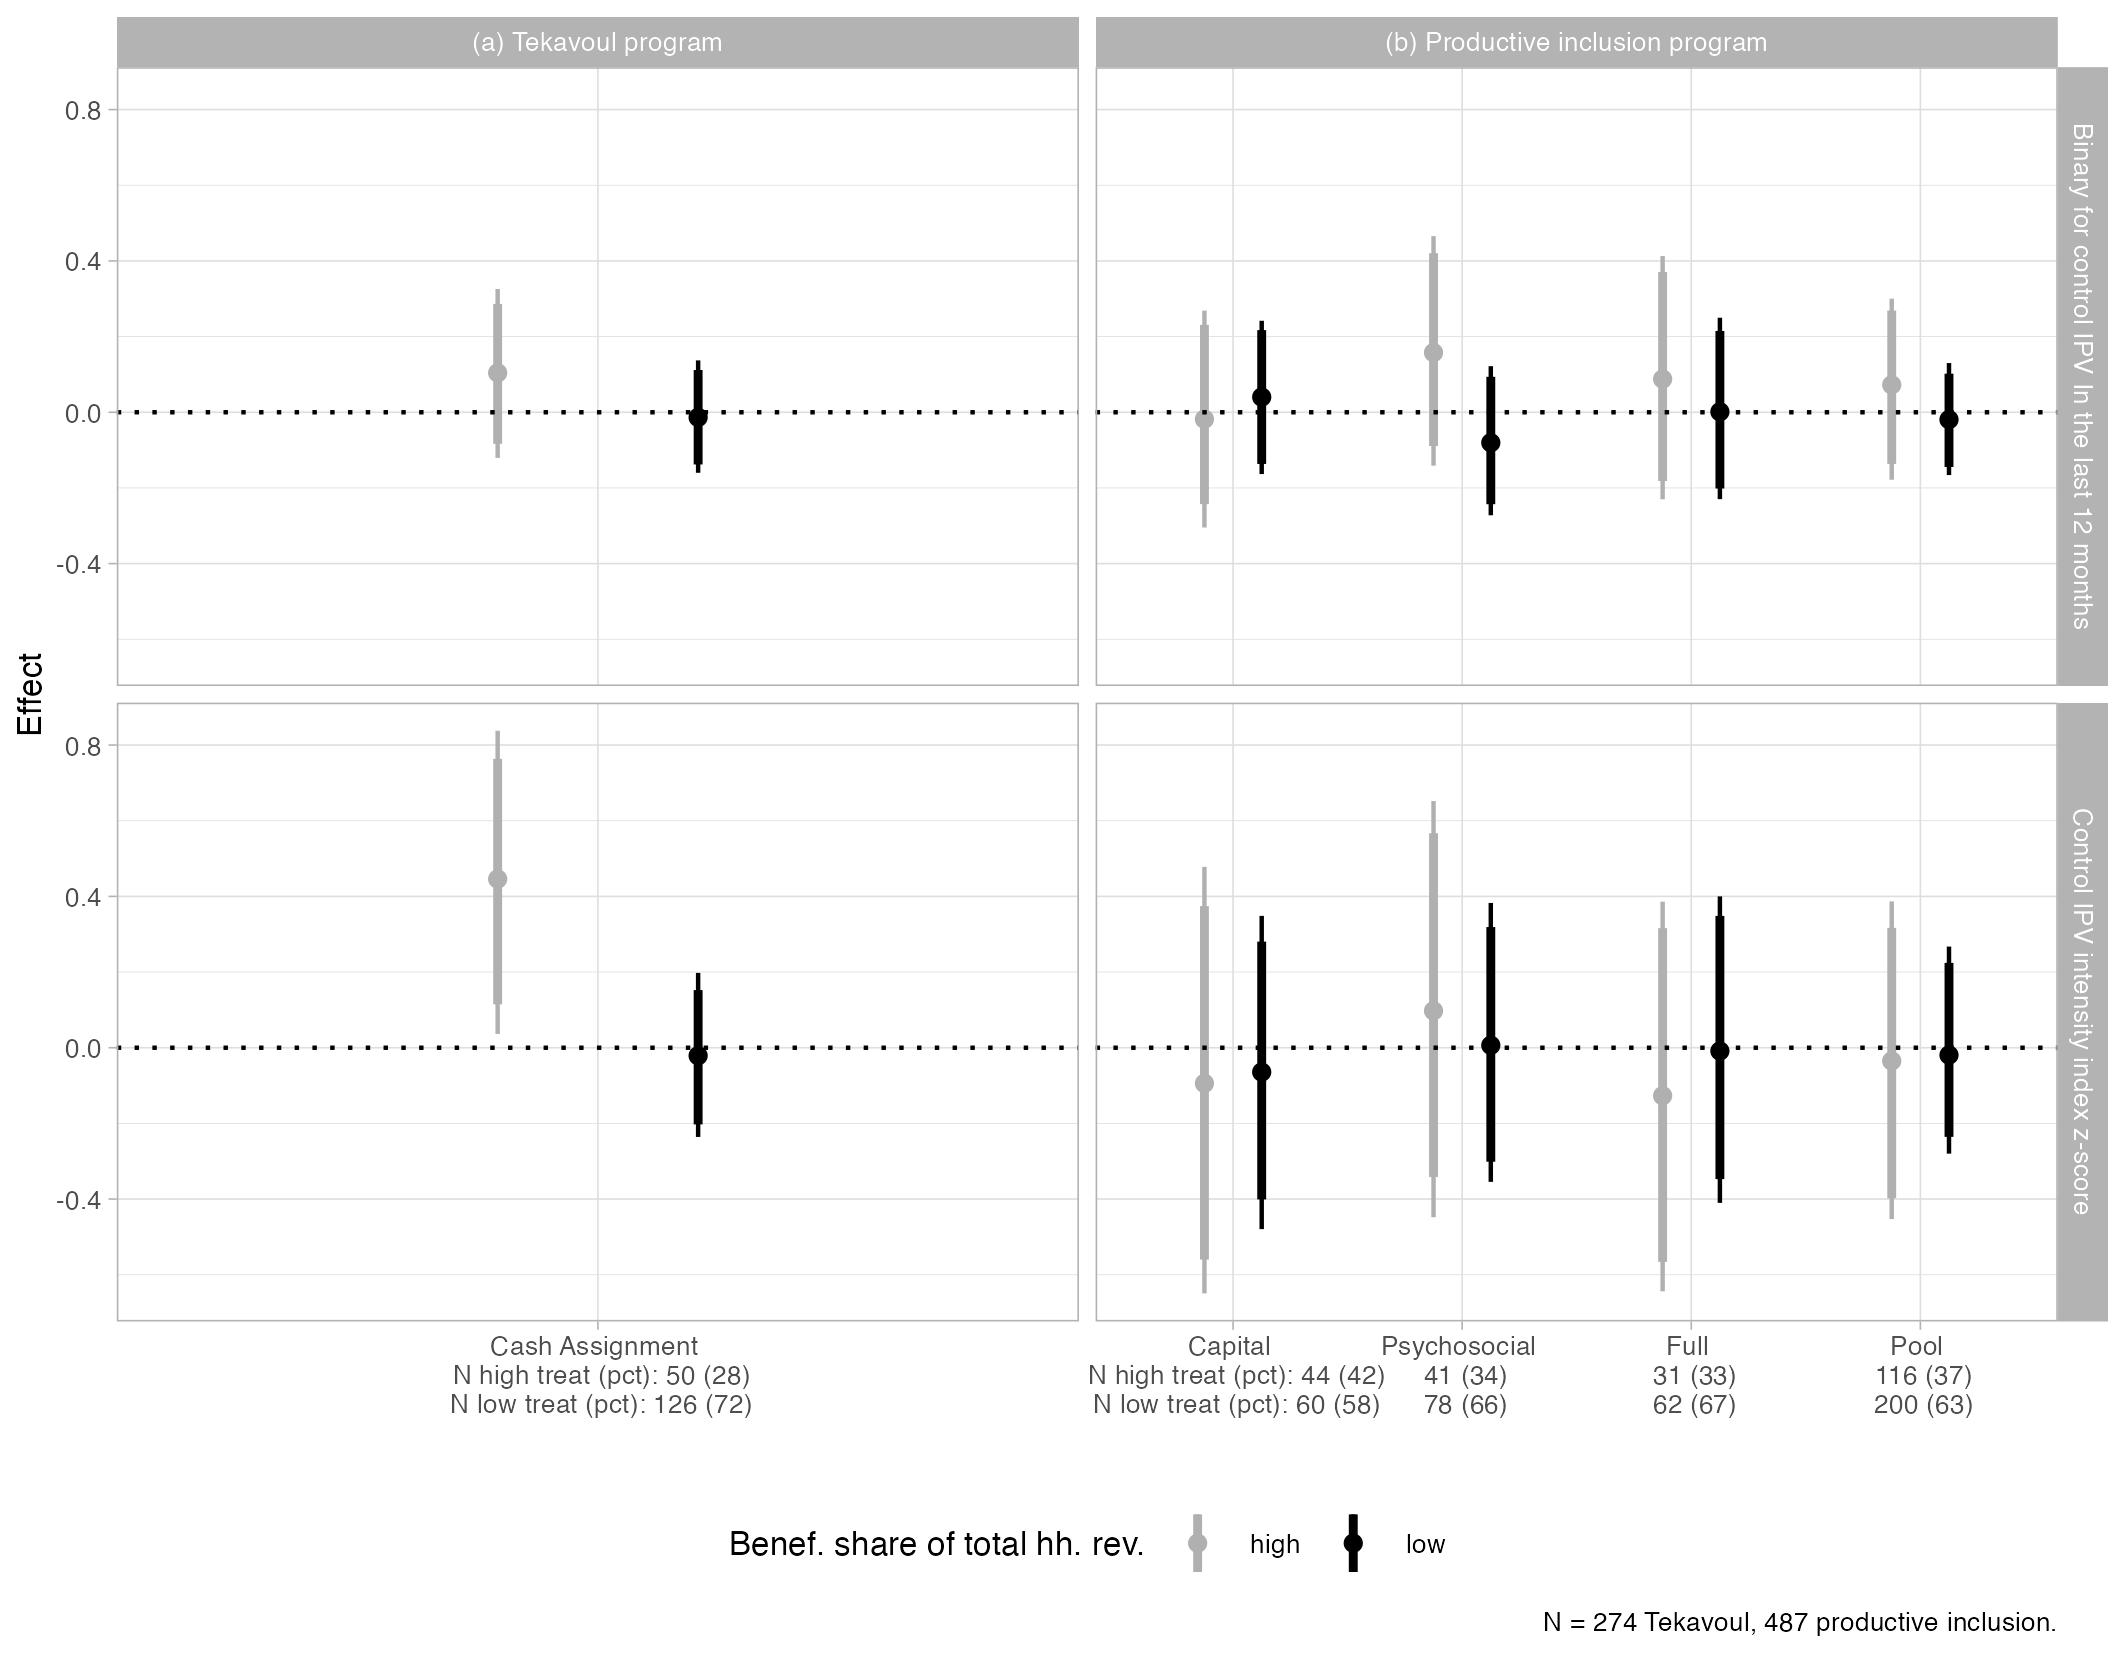 (a) Tekavoul program
(b) Productive inclusion program
0.8
0.4
0.0
-0.4
Binary for control IPV In the last 12 months
Effect
0.8
0.4
0.0
-0.4
Control IPV intensity index z-score
Cash Assignment
N high treat (pct): 50 (28)
N low treat (pct): 126 (72)
Capital
N high treat (pct): 44 (42)
N low treat (pct): 60 (58)
Psychosocial
41 (34)
78 (66)
Full
31 (33)
62 (67)
Pool
116 (37)
200 (63)
Benef. share of total hh. rev. high low
N = 274 Tekavoul, 487 productive inclusion.